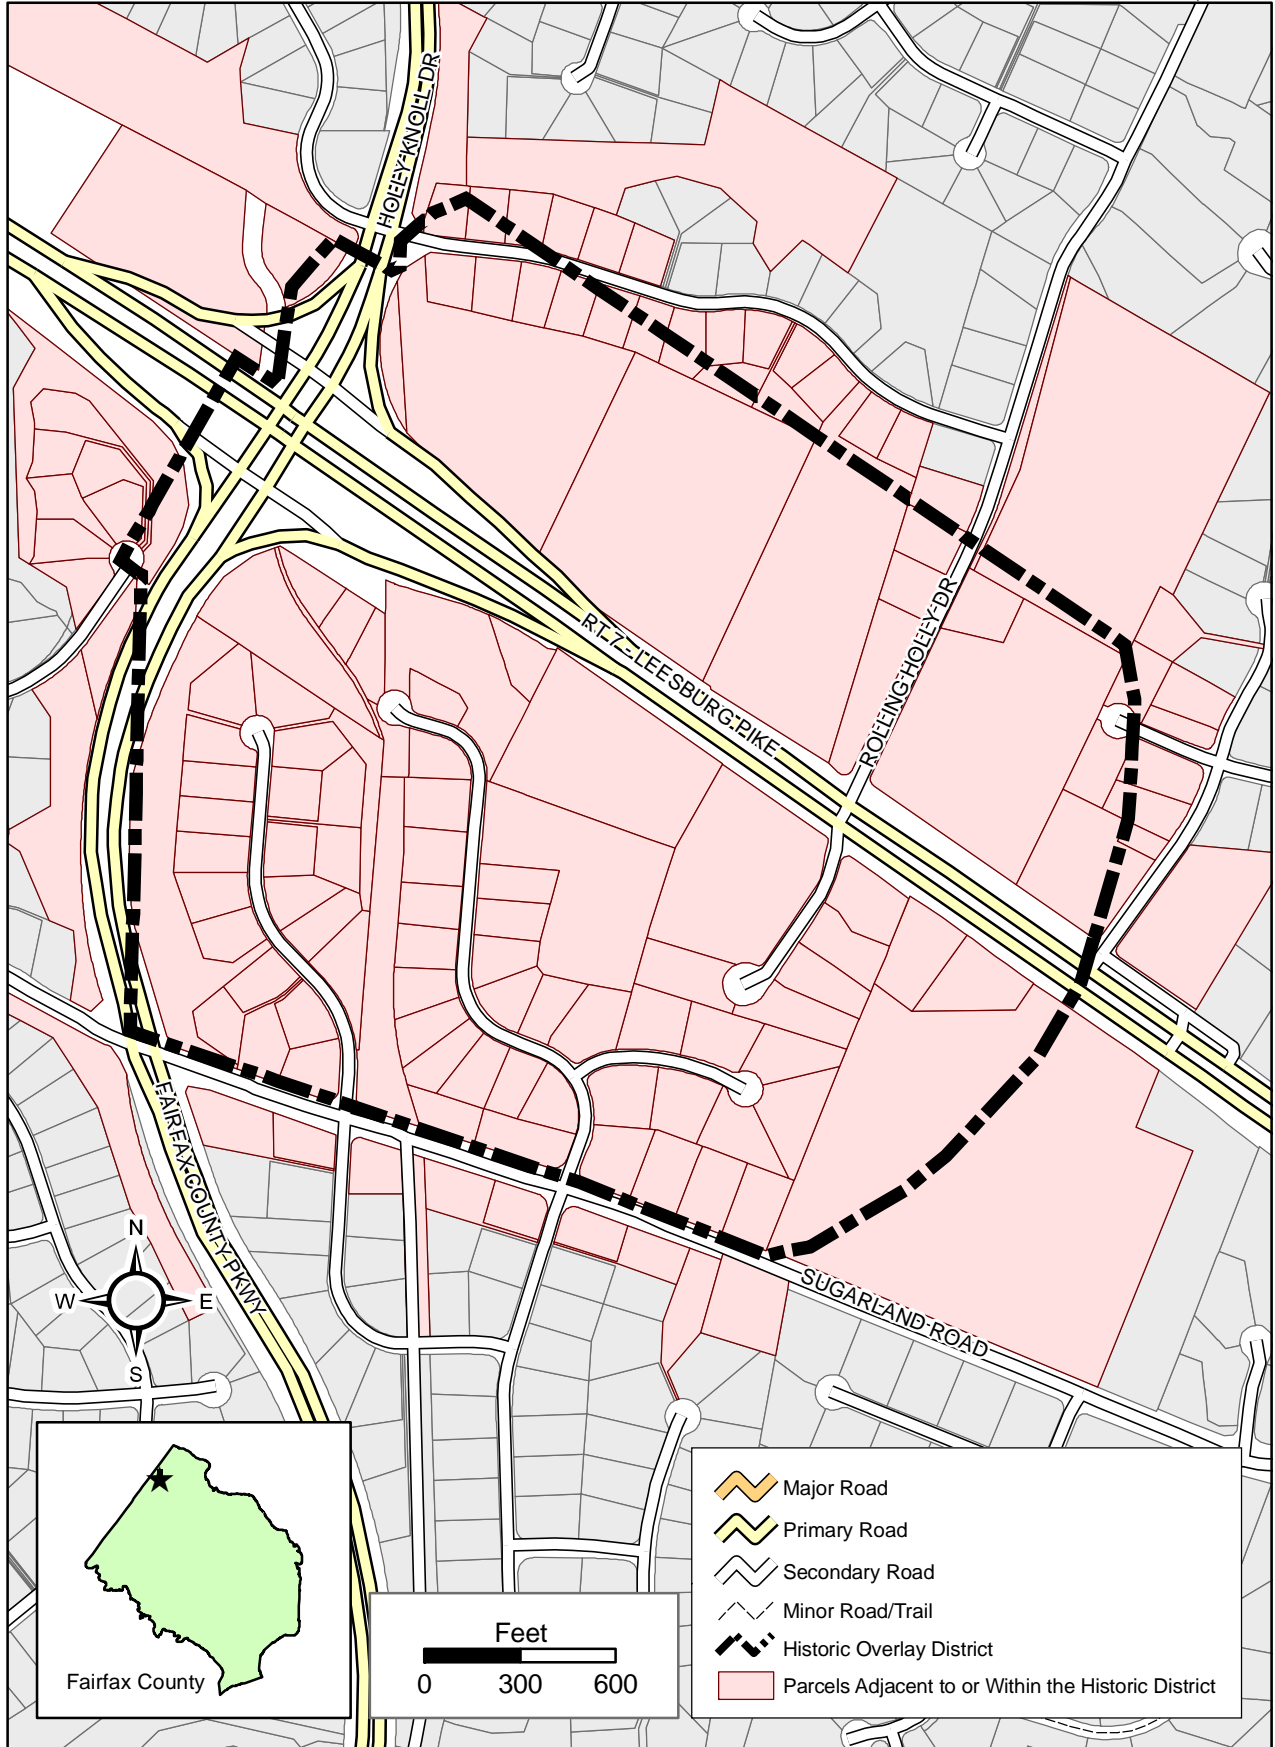 HOLLY KNOLL DR
RT 7 - LEESBURG PIKE
ROLLING HOLLY DR
FAIRFAX COUNTY PKWY
SUGARLAND ROAD
N
W E
S
Fairfax County
Feet
0 300 600
Major Road
Primary Road
Secondary Road
Minor Road/Trail
Historic Overlay District
Parcels Adjacent to or Within the Historic District